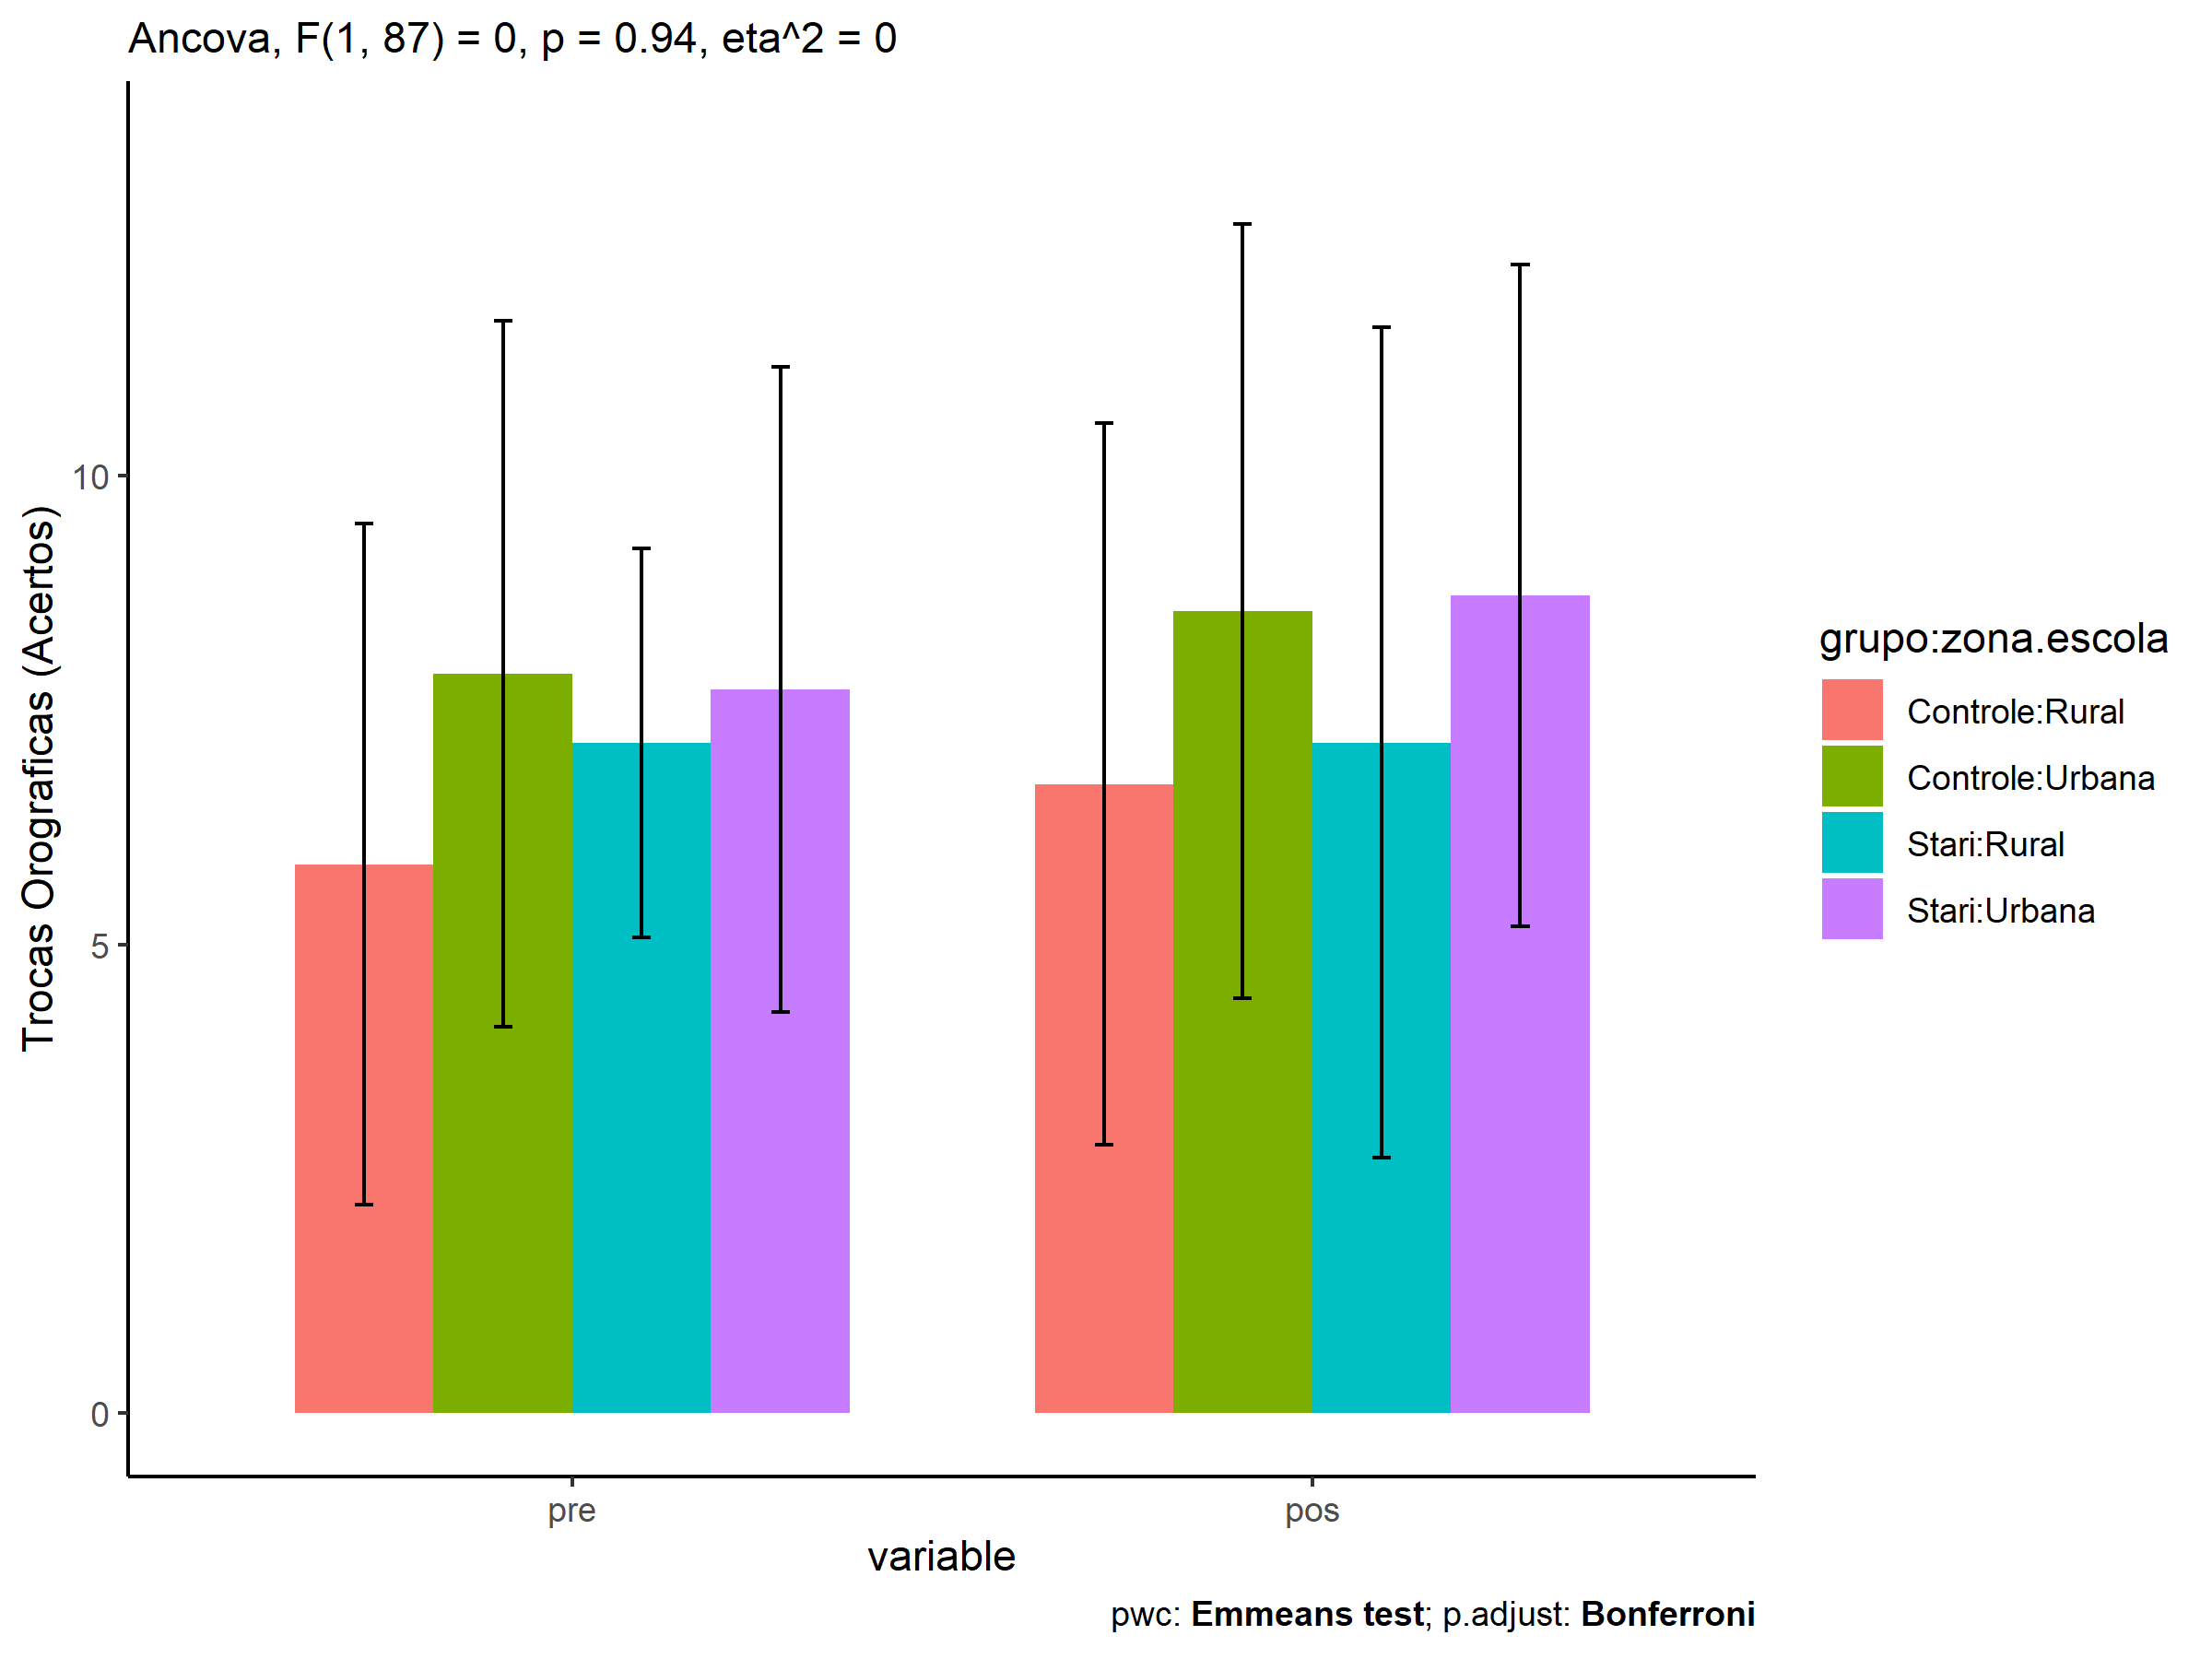 Ancova, F(1, 87) = 0, p = 0.94, eta^2 = 0
Trocas Orograficas (Acertos)
10
5
0
pre
pos
variable
grupo:zona.escola
Controle:Rural
Controle:Urbana
Stari:Rural
Stari:Urbana
pwc: Emmeans test; p.adjust: Bonferroni